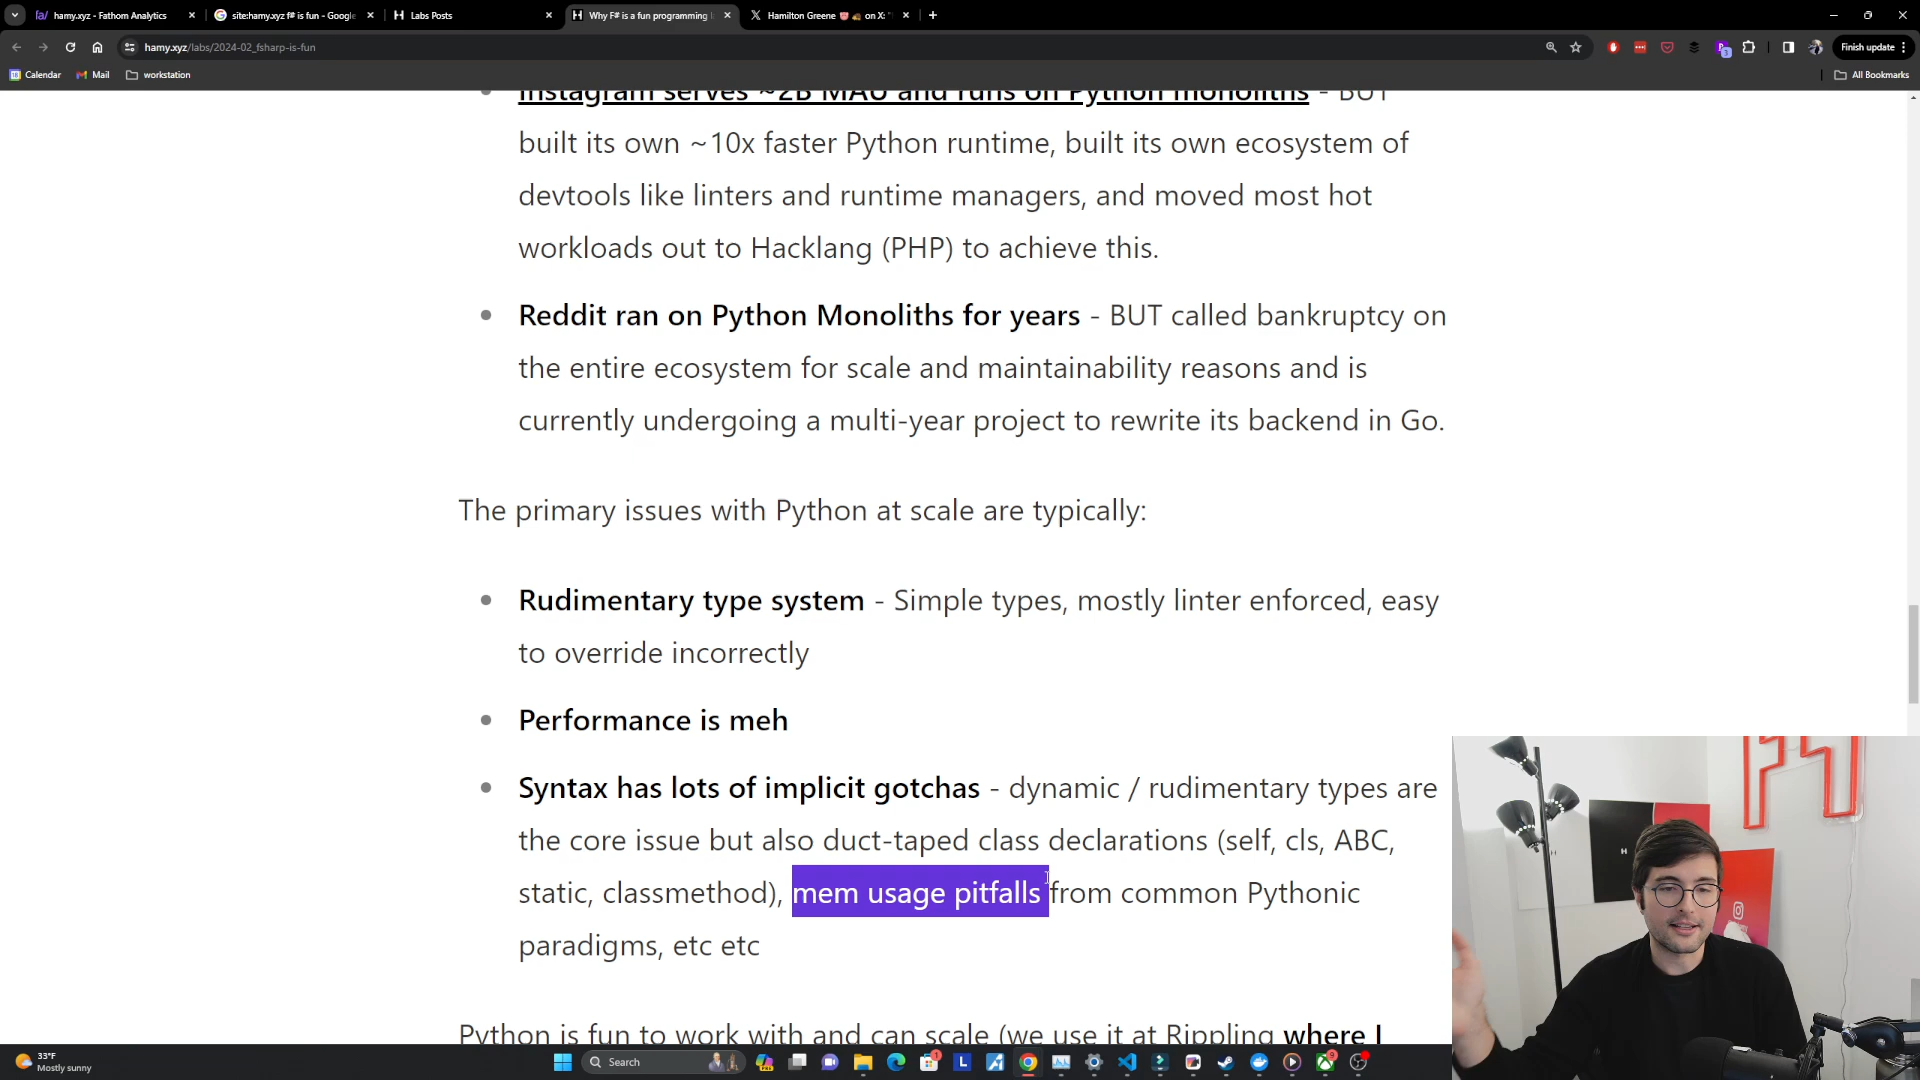 hamy.xyz - Fathom Analytics
site:hamy.xyz f# is fun - Google
Labs Posts
Why F# is a fun programming l
Hamilton Greene on X: "
hamy.xyz/labs/2024-02_fsharp-is-fun
Finish update
Calendar
Mail
workstation
All Bookmarks
Instagram serves ~2B MAU and runs on Python monoliths - BUT
built its own ~10x faster Python runtime, built its own ecosystem of
devtools like linters and runtime managers, and moved most hot
workloads out to Hacklang (PHP) to achieve this.
Reddit ran on Python Monoliths for years - BUT called bankruptcy on
the entire ecosystem for scale and maintainability reasons and is
currently undergoing a multi-year project to rewrite its backend in Go.
The primary issues with Python at scale are typically:
Rudimentary type system - Simple types, mostly linter enforced, easy
to override incorrectly
Performance is meh
Syntax has lots of implicit gotchas - dynamic / rudimentary types are
the core issue but also duct-taped class declarations (self, cls, ABC,
static, classmethod), mem usage pitfalls from common Pythonic
paradigms, etc etc
Python is fun to work with and can scale (we use it at Rippling where I
33°F
Mostly sunny
Search